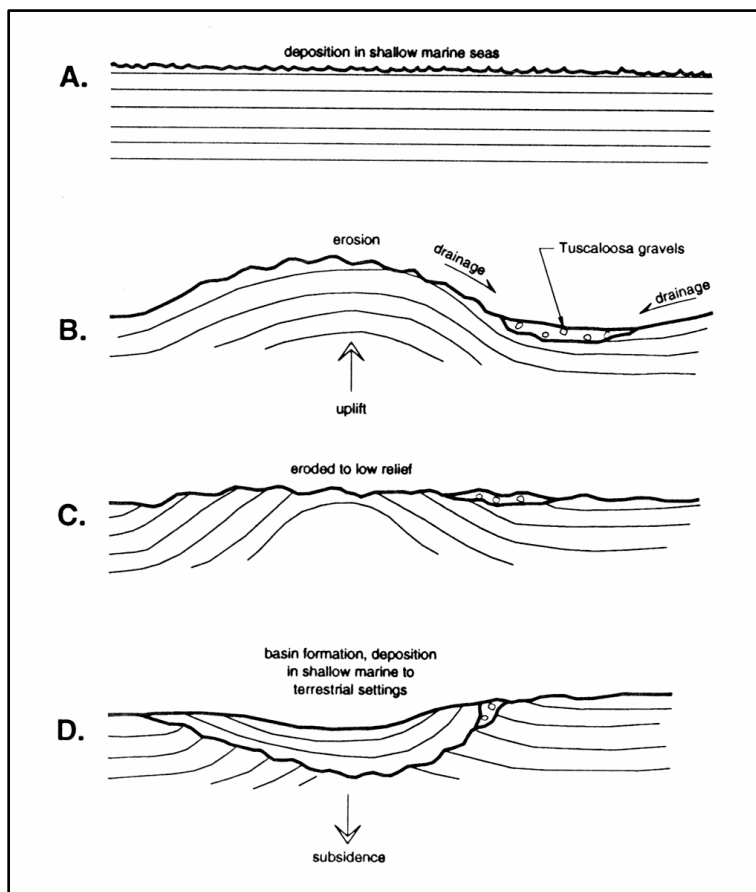 deposition in shallow marine seas
A.
erosion
drainage
Tuscaloosa gravels
drainage
B.
uplift
eroded to low relief
C.
basin formation, deposition
in shallow marine to
terrestrial settings
D.
subsidence